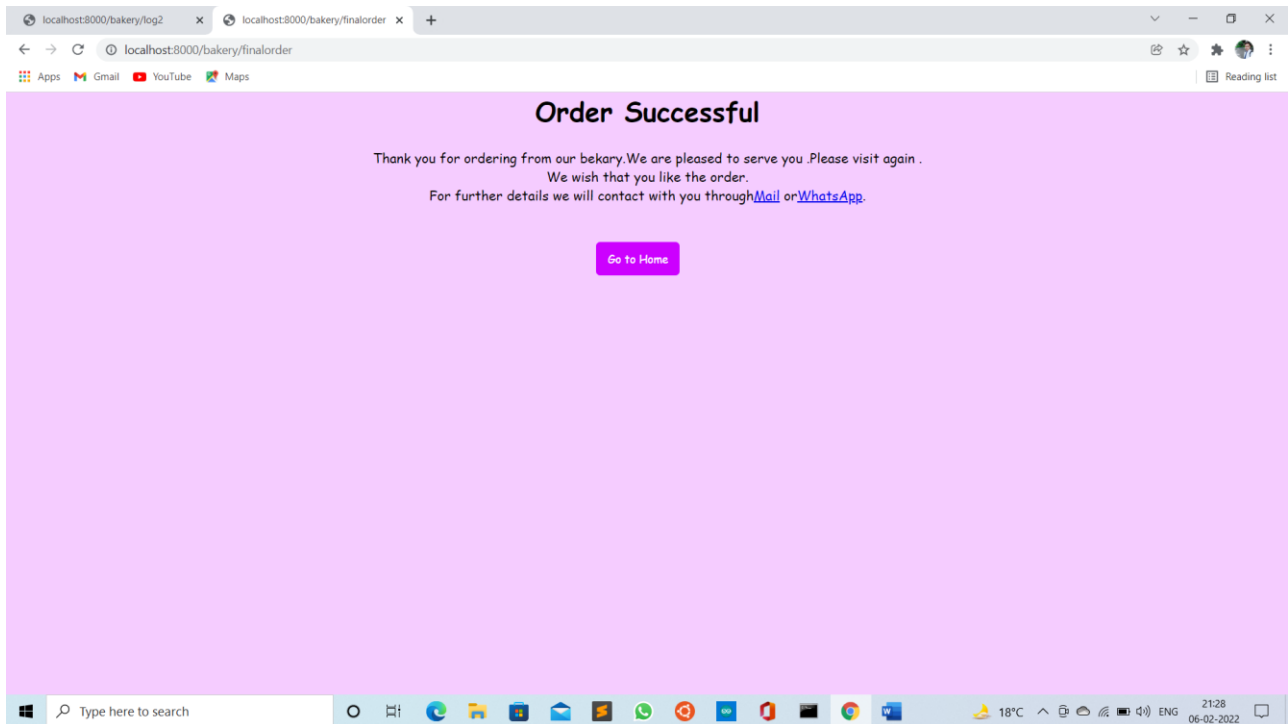 localhost:8000/bakery/log2 localhost:8000/bakery/finalorder
localhost:8000/bakery/finalorder
Apps Gmail YouTube Maps Reading list
Order Successful
Thank you for ordering from our bekary.We are pleased to serve you .Please visit again .
We wish that you like the order.
For further details we will contact with you throughMail orWhatsApp.
Go to Home
Type here to search 18°C ENG 21:28
06-02-2022